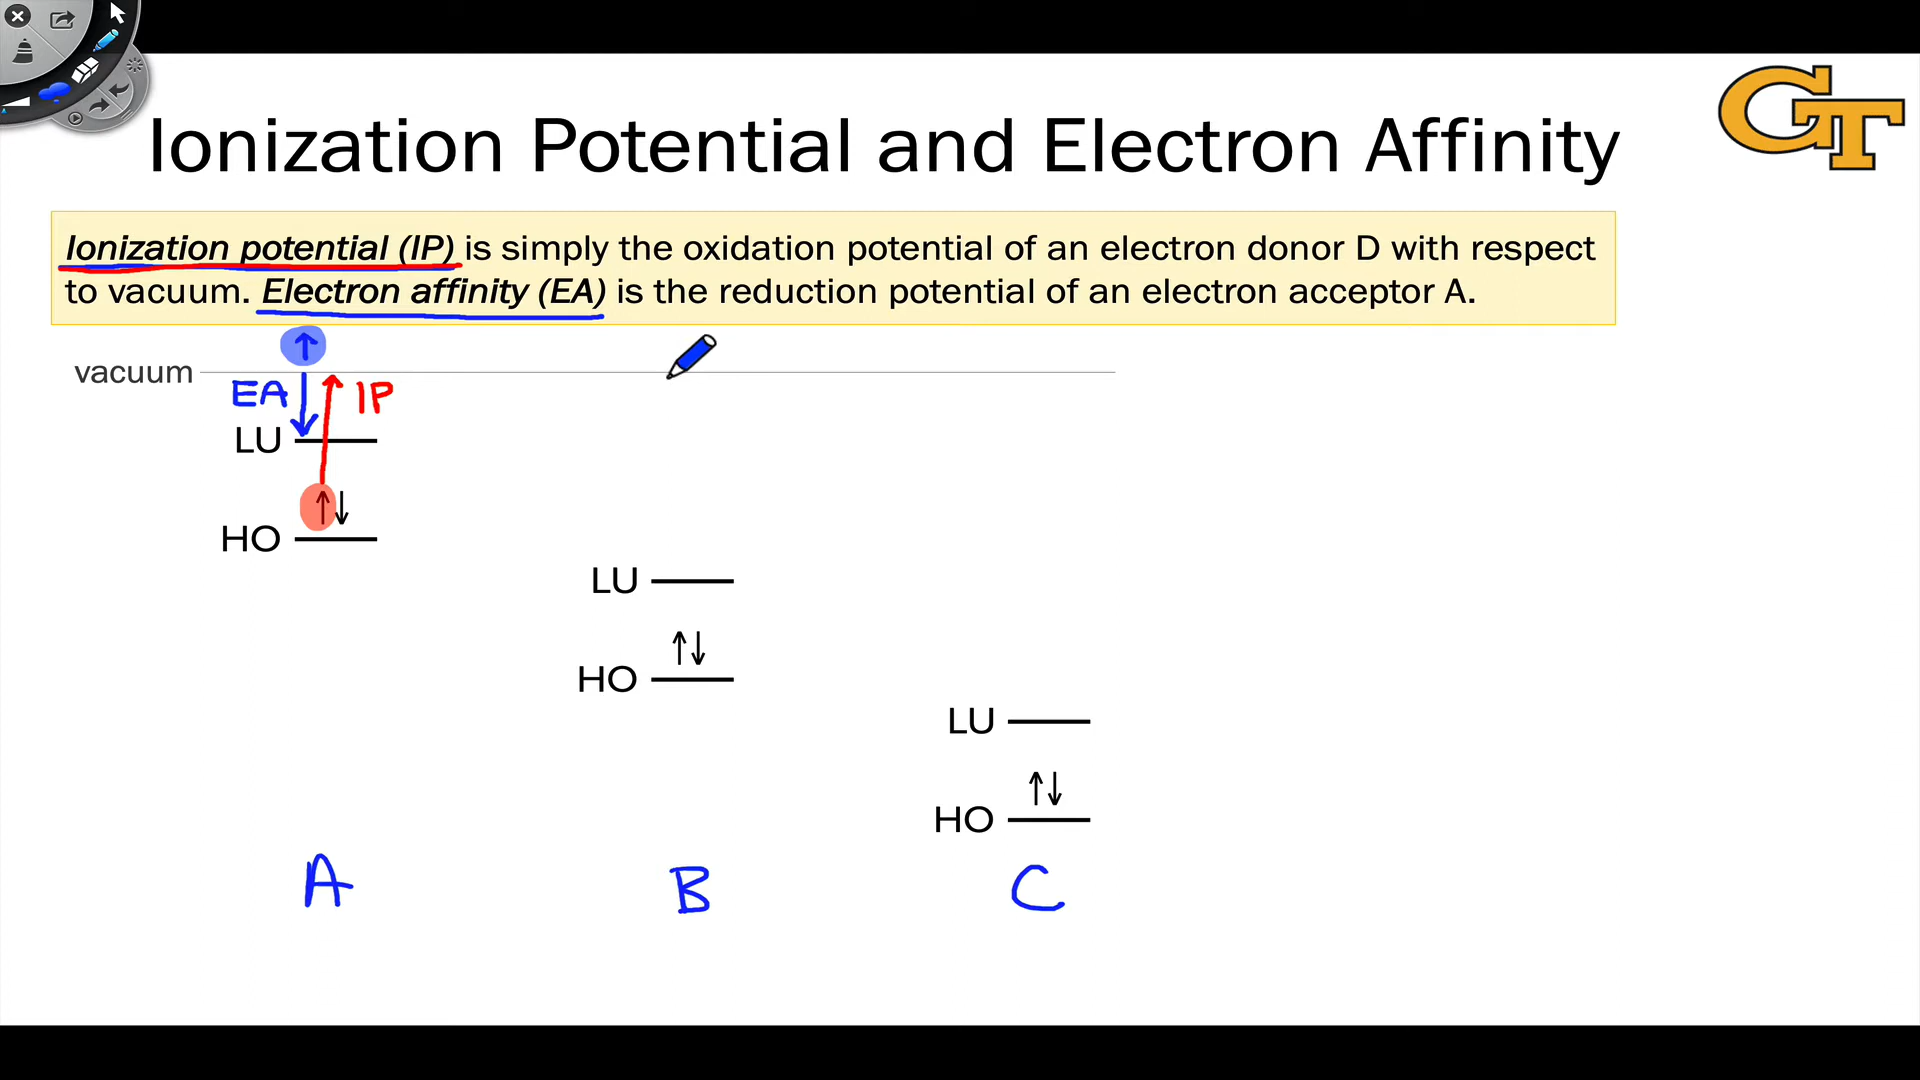 Ionization Potential and Electron Affinity
GT
Ionization potential (IP) is simply the oxidation potential of an electron donor D with respect
to vacuum. Electron affinity (EA) is the reduction potential of an electron acceptor A.
vacuum
EA IP
LU
HO
LU
HO
LU
HO
A B C